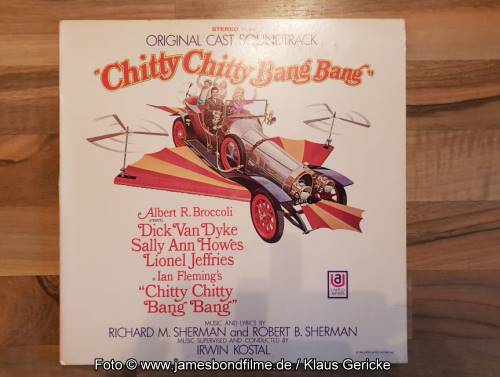 STEREO
ORIGINAL CAST SOUNDTRACK
"Chitty Chitty Bang Bang"
Albert R. Broccoli
Dick Van Dyke
Sally Ann Howes
Lionel Jeffries
in Ian Fleming's
"Chitty Chitty
Bang Bang"
ua
MUSIC AND LYRICS BY
RICHARD M. SHERMAN and ROBERT B. SHERMAN
MUSIC SUPERVISED AND CONDUCTED BY
IRWIN KOSTAL
Foto © www.jamesbondfilme.de / Klaus Gericke